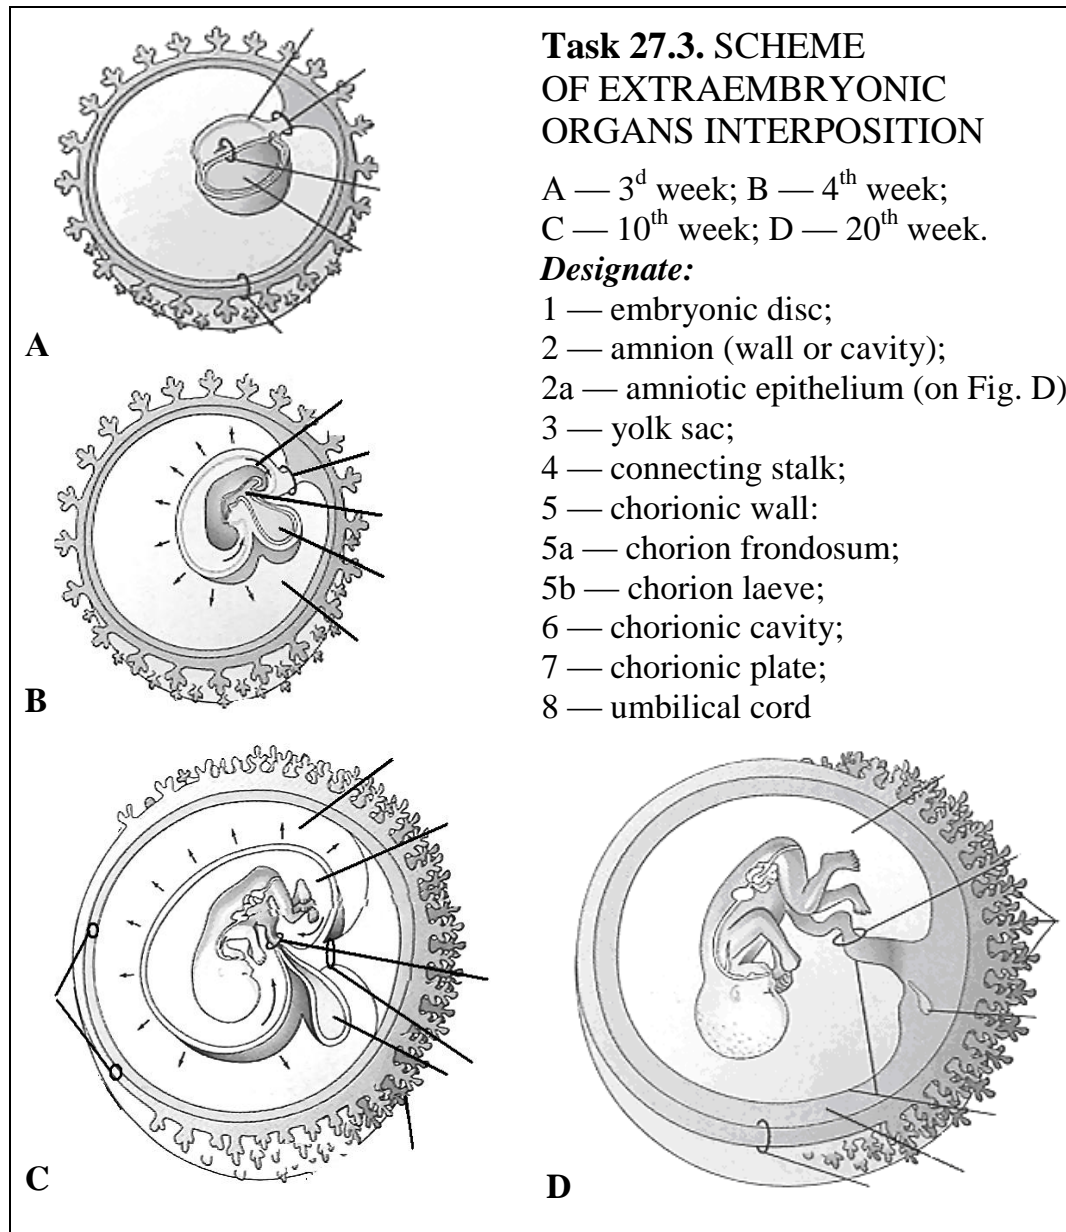 Task 27.3. SCHEME
OF EXTRAEMBRYONIC
ORGANS INTERPOSITION
A — 3d week; B — 4th week;
C — 10th week; D — 20th week.
Designate:
1 — embryonic disc;
2 — amnion (wall or cavity);
2a — amniotic epithelium (on Fig. D)
3 — yolk sac;
4 — connecting stalk;
5 — chorionic wall:
5a — chorion frondosum;
5b — chorion laeve;
6 — chorionic cavity;
7 — chorionic plate;
8 — umbilical cord
A
B
C
D